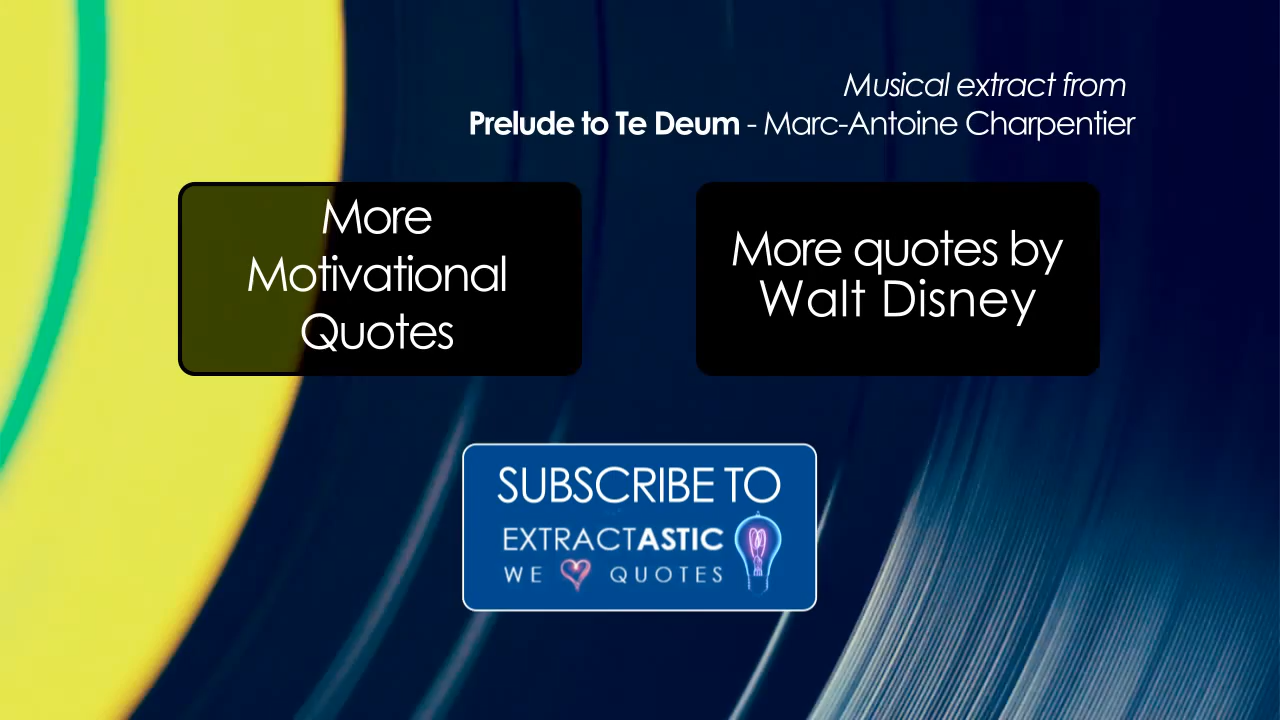 Musical extract from
Prelude to Te Deum - Marc-Antoine Charpentier
More
Motivational
Quotes
More quotes by
Walt Disney
SUBSCRIBE TO
EXTRACTASTIC
WE QUOTES